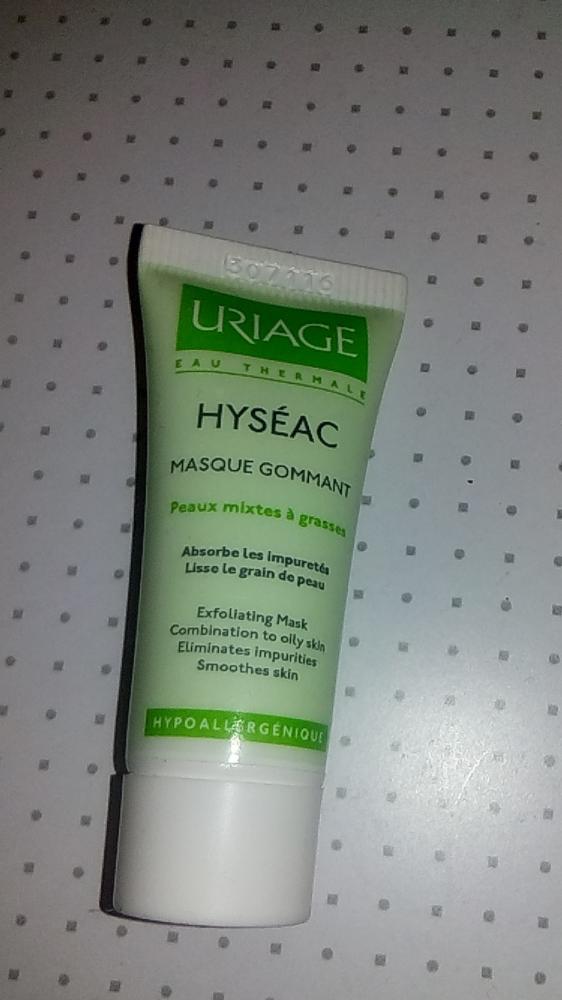 307116
URIAGE
EAU THERMALE
HYSÉAC
MASQUE GOMMANT
Peaux mixtes à grasses
Absorbe les impuretés
Lisse le grain de peau
Exfoliating Mask
Combination to oily skin
Eliminates impurities
Smoothes skin
HYPOALLERGÉNIQUE